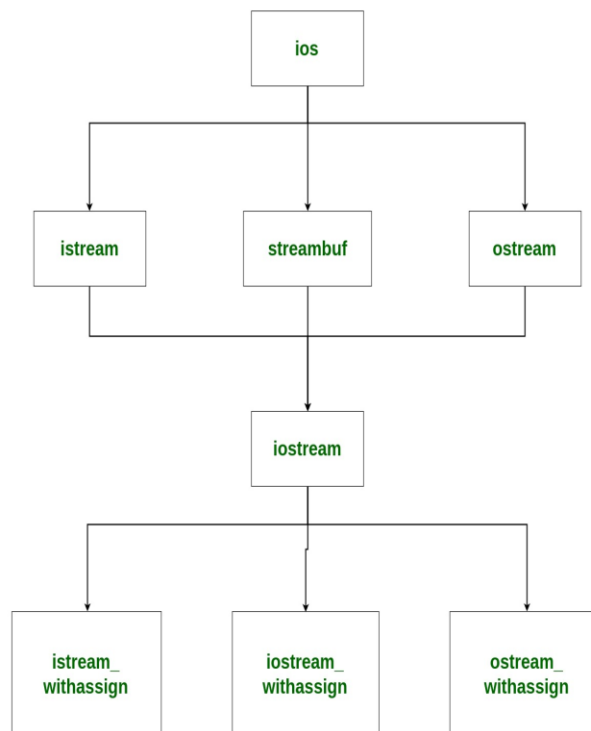 ios
istream
streambuf
ostream
iostream
istream_
withassign
iostream_
withassign
ostream_
withassign